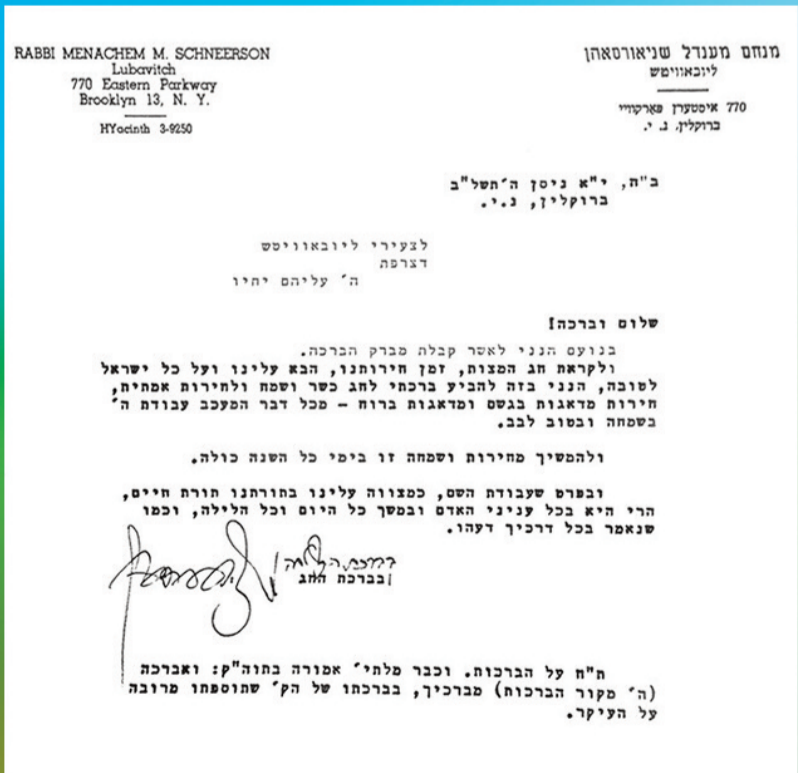 RABBI MENACHEM M. SCHNEERSON
Lubavitch
770 Eastern Parkway
Brooklyn 13, N. Y.
HYacinth 3-9250
מנחם מענדל שניאורסאהן
ליובאוויטש
770 איסטערן פארקוויי
ברוקלין, נ. י.
ב"ה, י"א ניסן ה'תשל"ב
ברוקלין, נ.י.
לצעירי ליובאוויטש
דצרפת
ה' עליהם יחיו
שלום וברכה!
בנועם הנני לאשר קבלת מברק הברכה.
ולקראת חג המצות, זמן חירותנו, הבא עלינו ועל כל ישראל
לטובה, הנני בזה להביע ברכתי לחג כשר ושמח ולחירות אמתית,
חירות מדאגות בגשם ומדאגות ברוח – מכל דבר המעכב עבודת ה'
בשמחה ובטוב לבב.
ולהמשיך מחירות ושמחה זו בימי כל השנה כולה.
ובפרט שעבודת השם, כמצווה עלינו בתורתנו תורת חיים,
הרי היא בכל עניני האדם ובמשך כל היום וכל הלילה, וכמו
שנאמר בכל דרכיך דעהו.
בברכת החג
ת"ח על הברכות. וכבר מלתי' אמורה בתוה"ק: ואברכה
(ה' מקור הברכות) מברכיך, בברכתו של הק' שתוספתו מרובה
על העיקר.